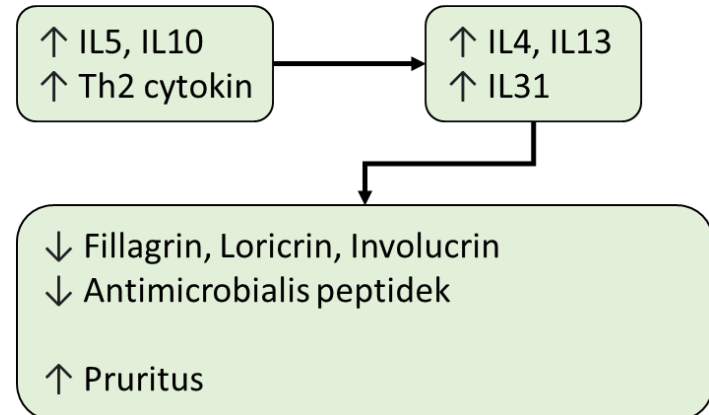 ↑ IL5, IL10
↑ Th2 cytokin
↑ IL4, IL13
↑ IL31
↓ Fillagrin, Loricrin, Involucrin
↓ Antimicrobialis peptidek
↑ Pruritus